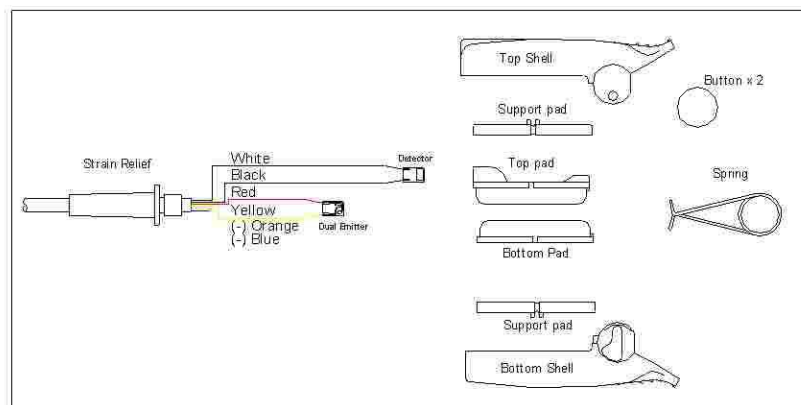 Strain Relief
White
Black
Red
Yellow
(-) Orange
(-) Blue
Detector
Dual Emitter
Top Shell
Button x 2
Support pad
Top pad
Spring
Bottom Pad
Support pad
Bottom Shell